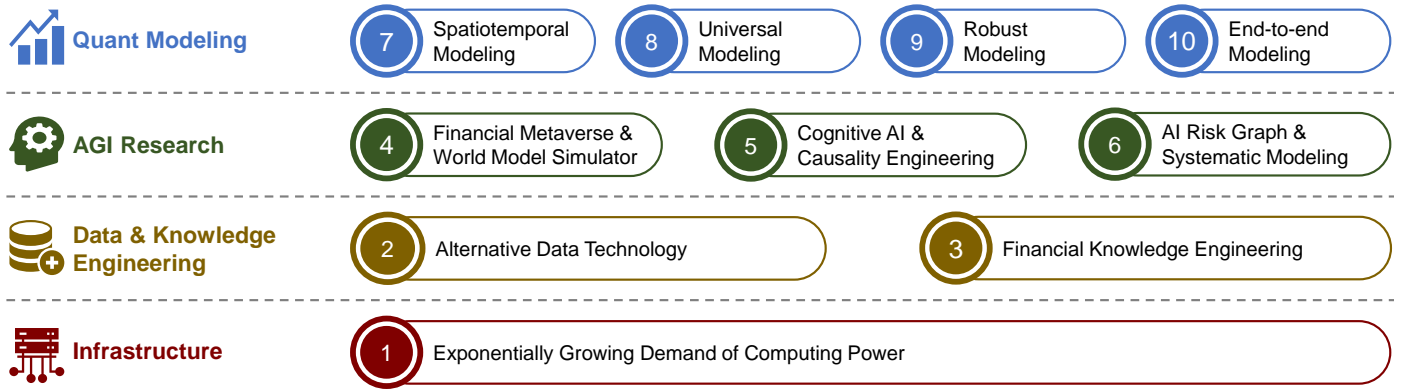 Quant Modeling
7
Spatiotemporal
Modeling
8
Universal
Modeling
9
Robust
Modeling
10
End-to-end
Modeling
AGI Research
4
Financial Metaverse &
World Model Simulator
5
Cognitive AI &
Causality Engineering
6
AI Risk Graph &
Systematic Modeling
Data & Knowledge
Engineering
2
Alternative Data Technology
3
Financial Knowledge Engineering
Infrastructure
1
Exponentially Growing Demand of Computing Power